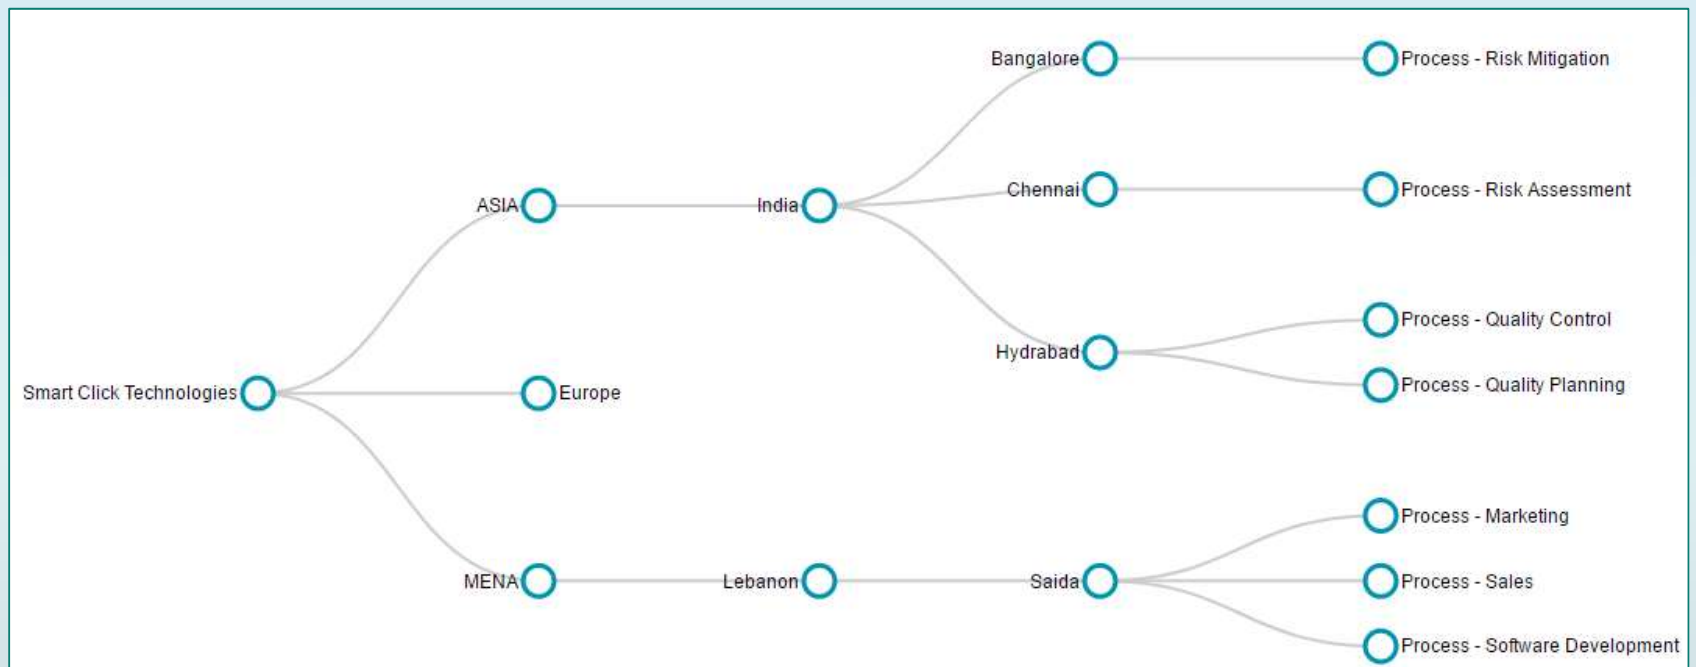 Bangalore
Process - Risk Mitigation
Chennai
Process - Risk Assessment
ASIA
India
Process - Quality Control
Hydrabad
Process - Quality Planning
Smart Click Technologies
Europe
Process - Marketing
MENA
Lebanon
Saida
Process - Sales
Process - Software Development